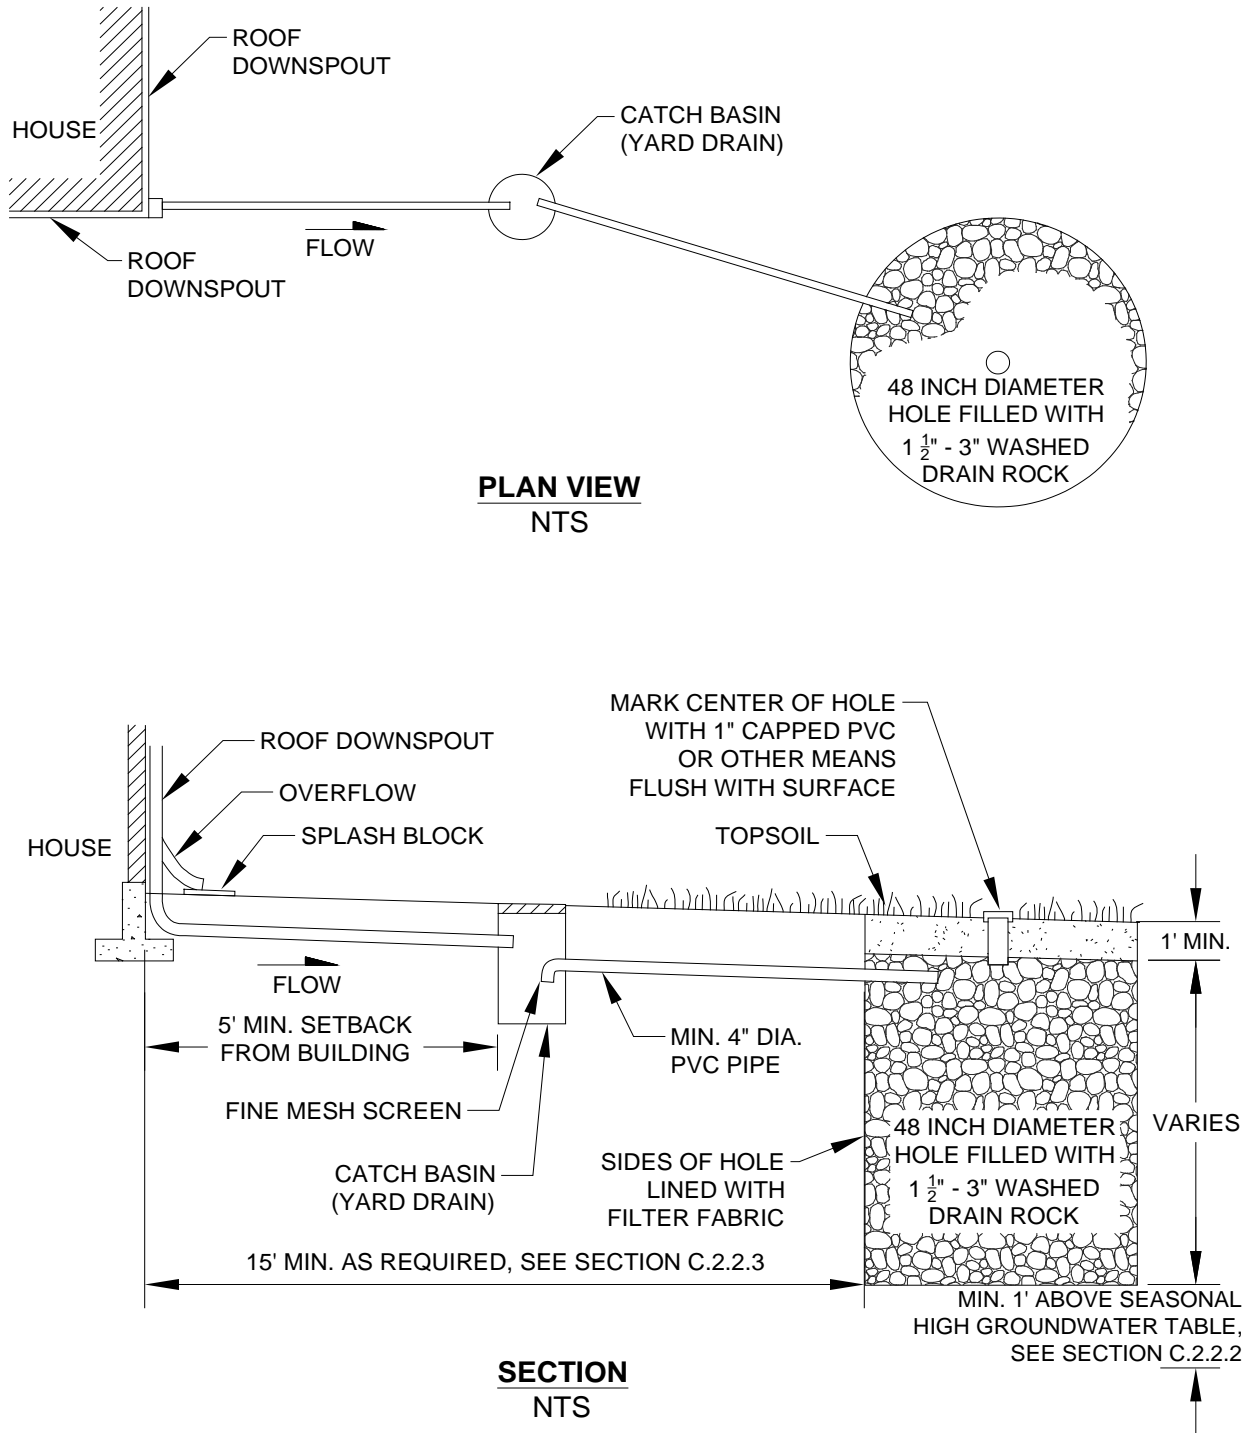 ROOF
DOWNSPOUT
HOUSE
CATCH BASIN
(YARD DRAIN)
FLOW
ROOF
DOWNSPOUT
48 INCH DIAMETER
HOLE FILLED WITH
1 1/2" - 3" WASHED
DRAIN ROCK
PLAN VIEW
NTS
MARK CENTER OF HOLE
WITH 1" CAPPED PVC
OR OTHER MEANS
FLUSH WITH SURFACE
ROOF DOWNSPOUT
OVERFLOW
SPLASH BLOCK
TOPSOIL
HOUSE
1' MIN.
FLOW
5' MIN. SETBACK
FROM BUILDING
MIN. 4" DIA.
PVC PIPE
FINE MESH SCREEN
VARIES
48 INCH DIAMETER
HOLE FILLED WITH
1 1/2" - 3" WASHED
DRAIN ROCK
CATCH BASIN
(YARD DRAIN)
SIDES OF HOLE
LINED WITH
FILTER FABRIC
15' MIN. AS REQUIRED, SEE SECTION C.2.2.3
MIN. 1' ABOVE SEASONAL
HIGH GROUNDWATER TABLE,
SEE SECTION C.2.2.2
SECTION
NTS